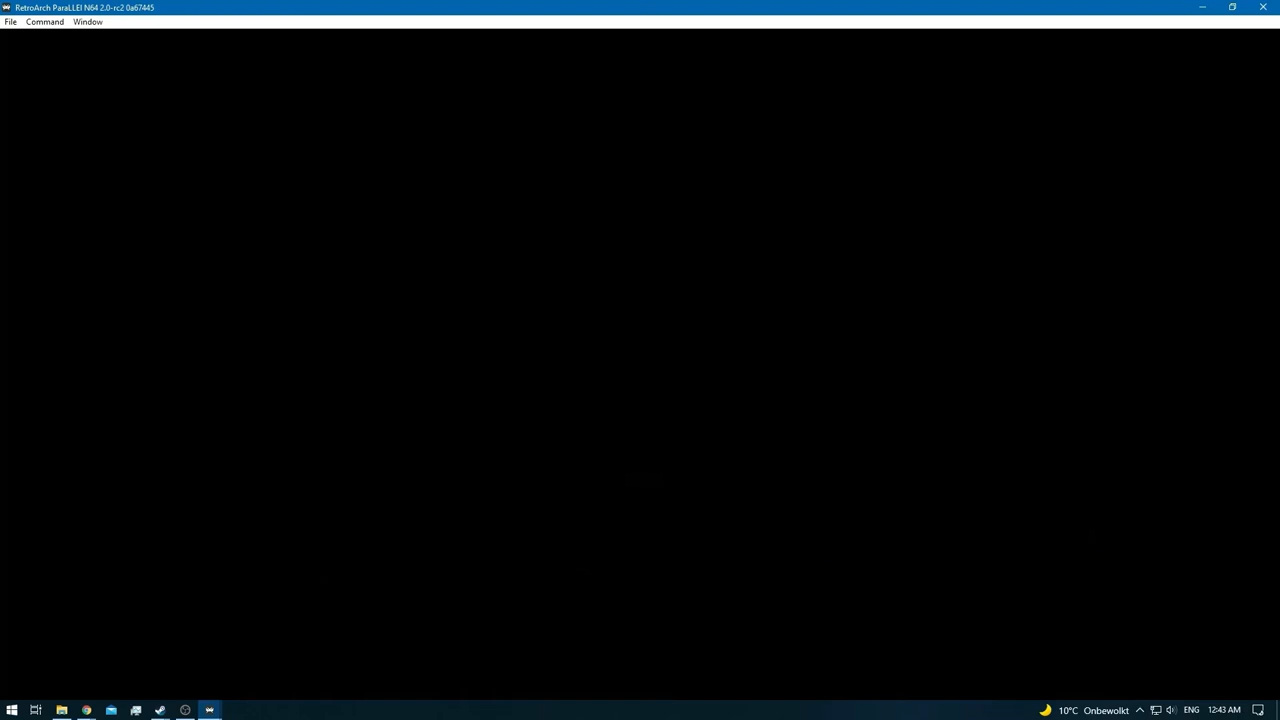 RetroArch ParaLLEl N64 2.0-rc2 0a67445
File Command Window
10°C Onbewolkt ENG 12:43 AM